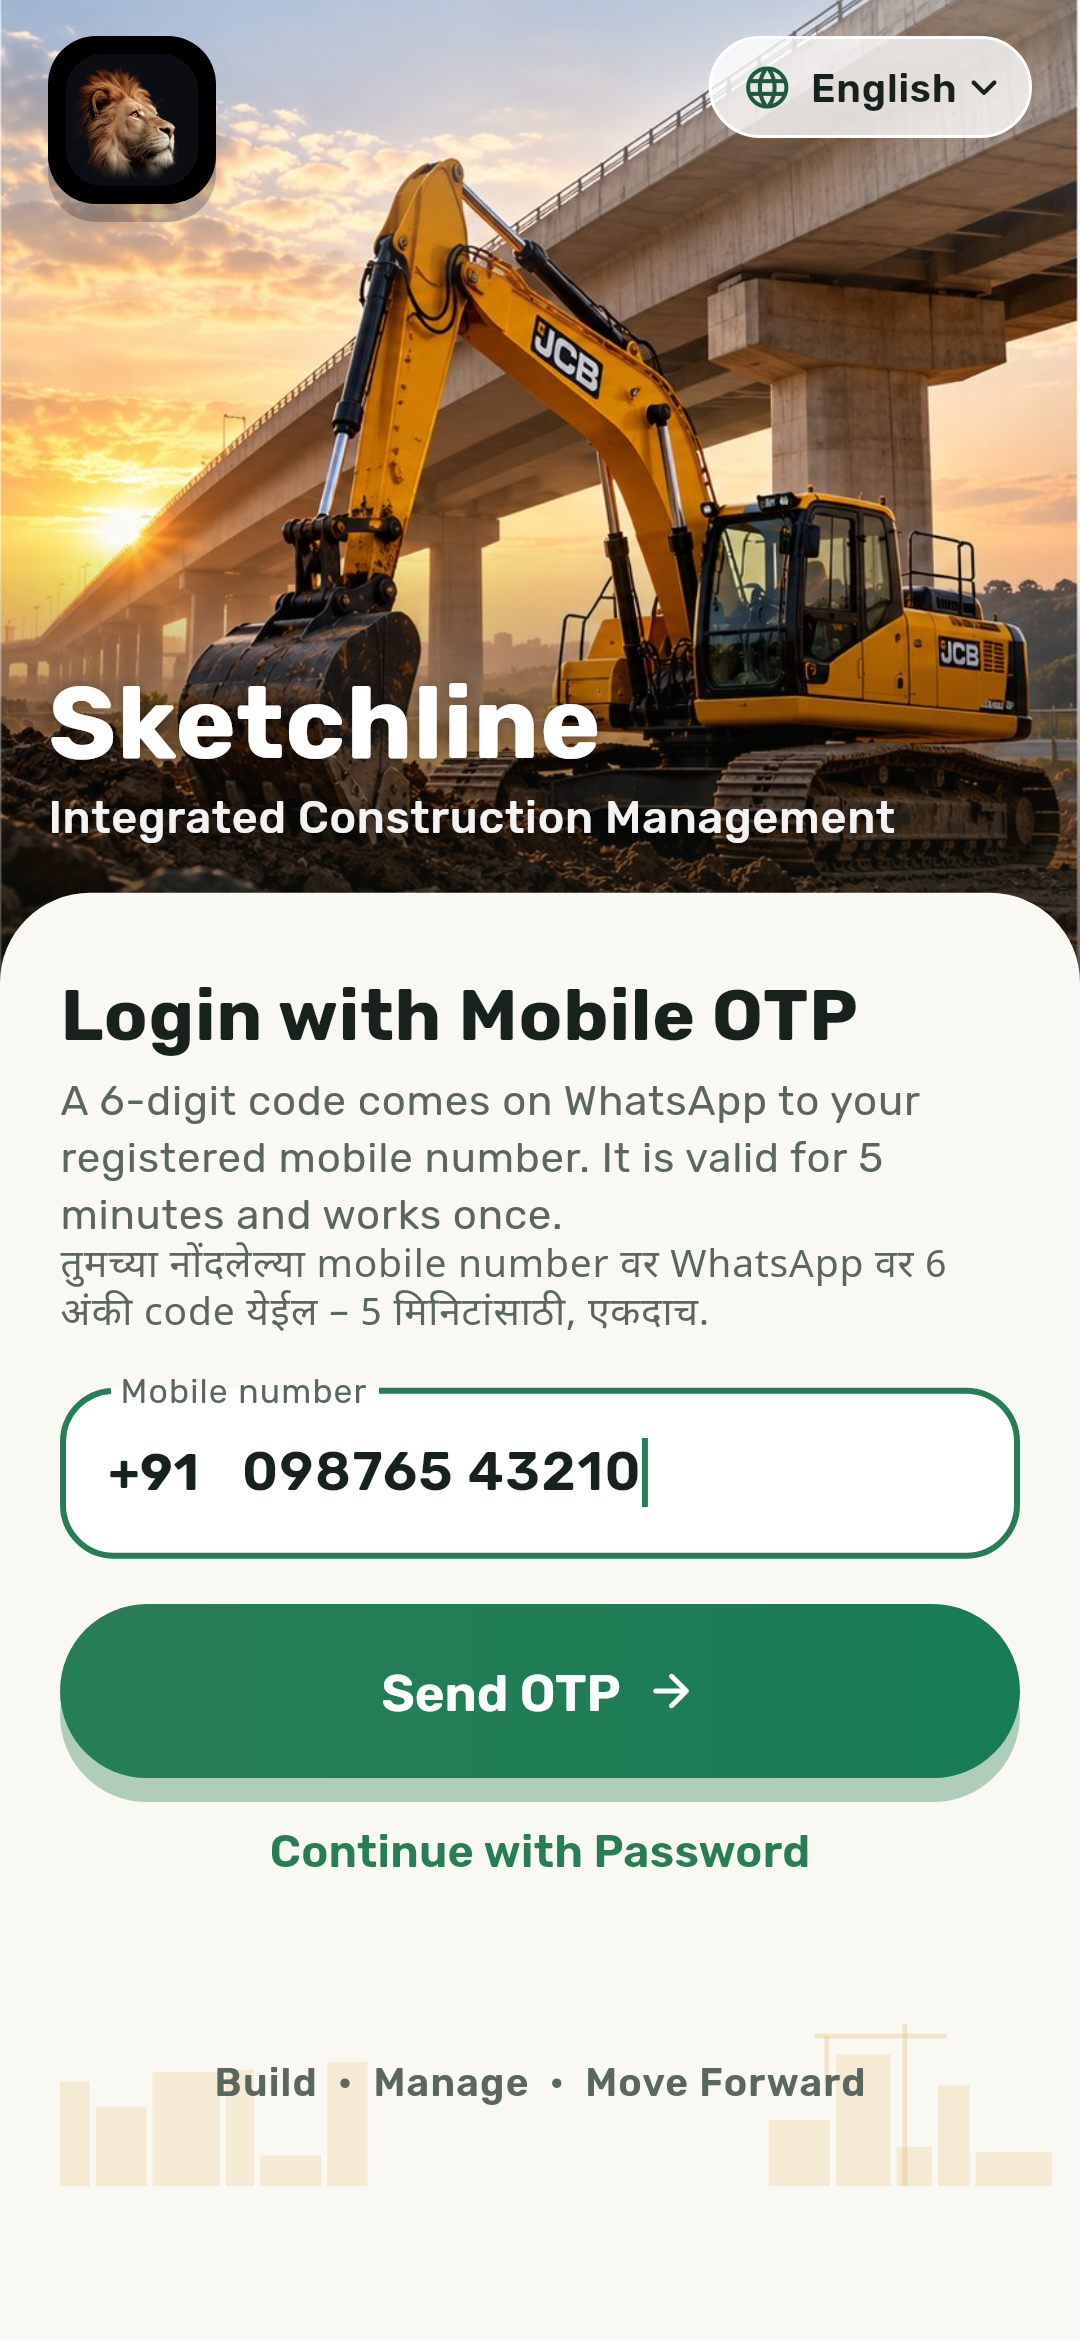 English
JCB
JCB
Sketchline
Integrated Construction Management
Login with Mobile OTP
A 6-digit code comes on WhatsApp to your
registered mobile number. It is valid for 5
minutes and works once.
तुमच्या नोंदलेल्या mobile number वर WhatsApp वर 6
अंकी code येईल – 5 मिनिटांसाठी, एकदाच.
Mobile number
+91 098765 43210
Send OTP →
Continue with Password
Build • Manage • Move Forward